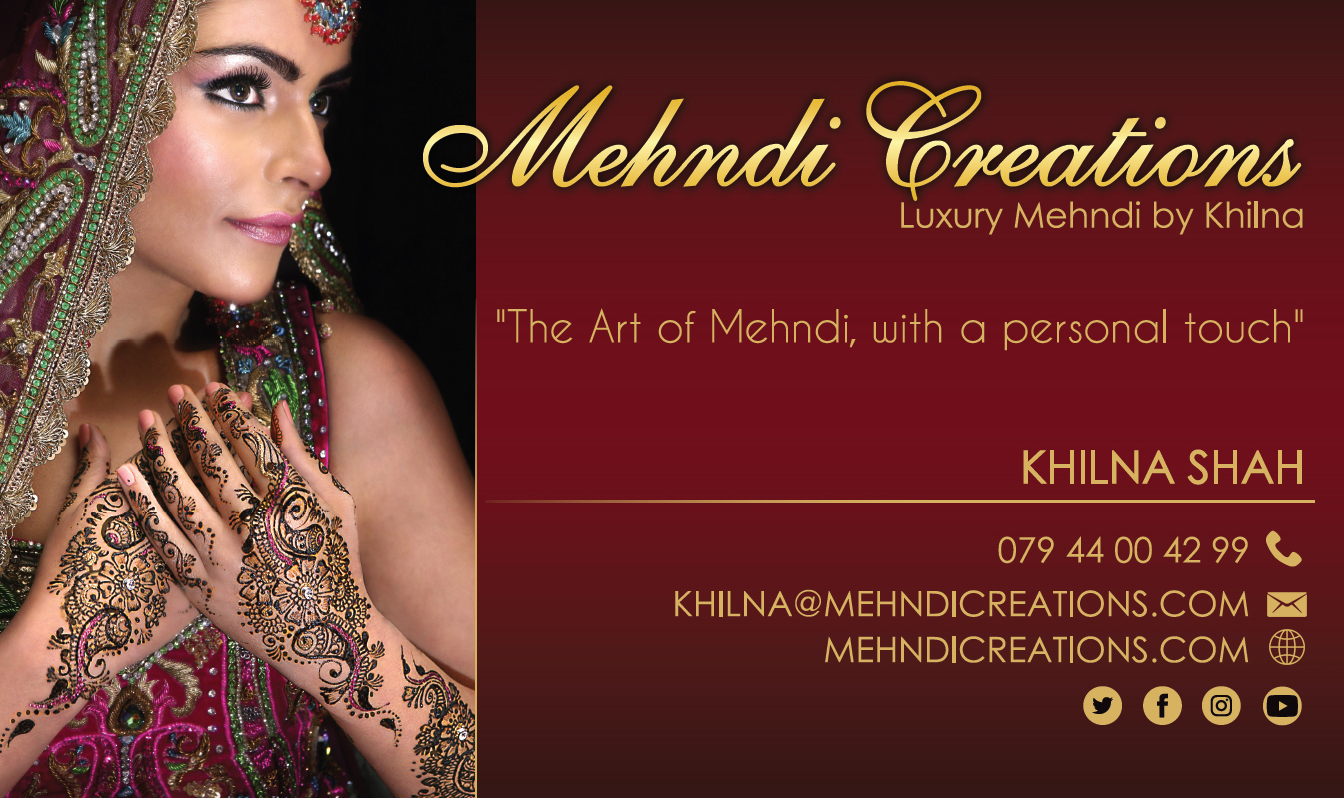 Mehndi Creations
Luxury Mehndi by Khilna
"The Art of Mehndi, with a personal touch"
KHILNA SHAH
079 44 00 42 99
KHILNA@MEHNDICREATIONS.COM
MEHNDICREATIONS.COM